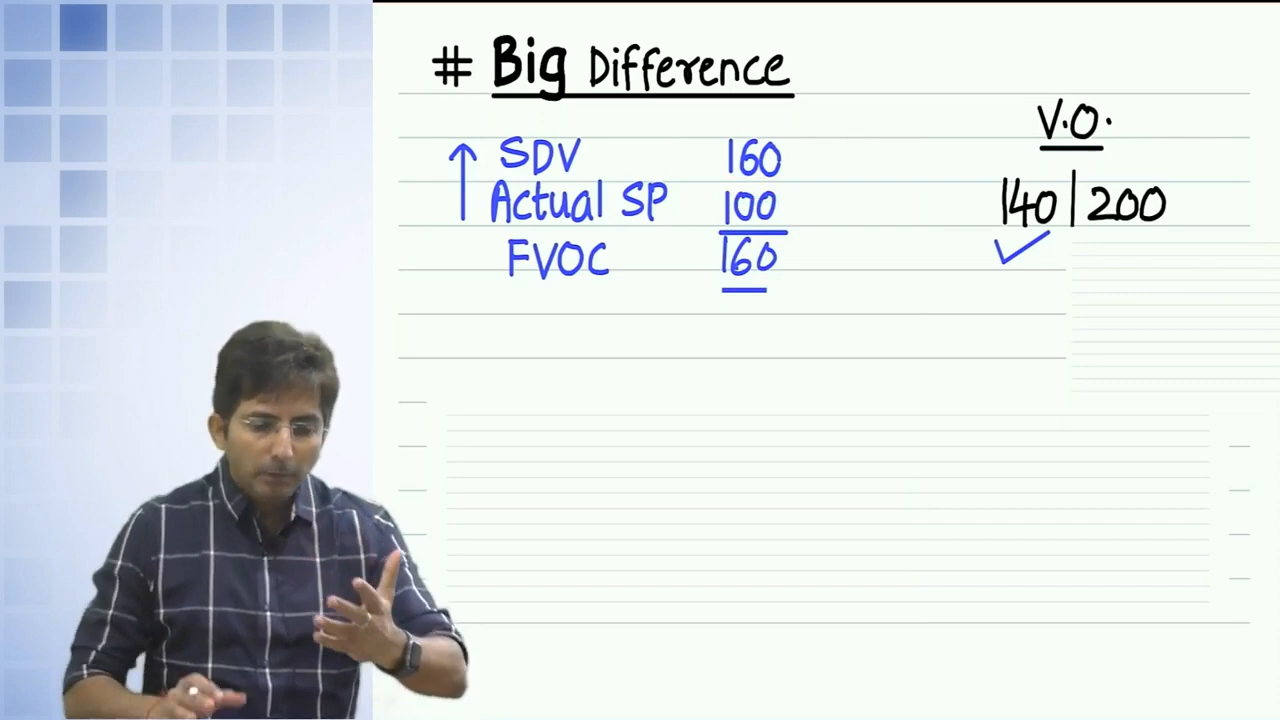 # Big Difference
V.O.
SDV 160
Actual SP 100
140 | 200
FVOC 160